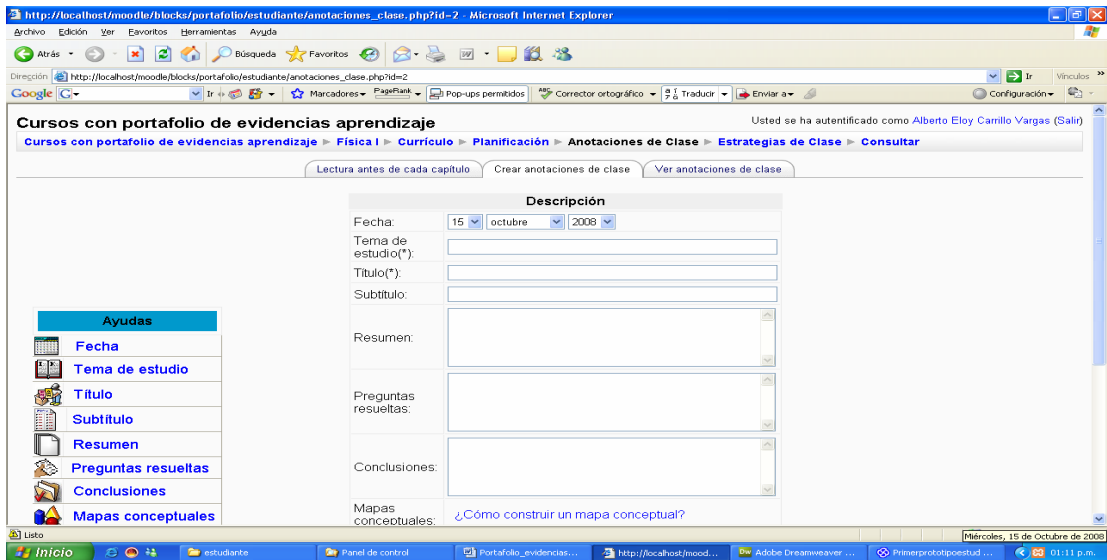 http://localhost/moodle/blocks/portafolio/estudiante/anotaciones_clase.php?id=2 - Microsoft Internet Explorer
Archivo Edición Ver Favoritos Herramientas Ayuda
Atrás Búsqueda Favoritos
Dirección http://localhost/moodle/blocks/portafolio/estudiante/anotaciones_clase.php?id=2 Ir Vínculos
Google Ir Marcadores PageRank Pop-ups permitidos Corrector ortográfico Traducir Enviar a Configuración
Cursos con portafolio de evidencias aprendizaje Usted se ha autentificado como Alberto Eloy Carrillo Vargas (Salir)
Cursos con portafolio de evidencias aprendizaje ► Física I ► Currículo ► Planificación ► Anotaciones de Clase ► Estrategias de Clase ► Consultar
Lectura antes de cada capítulo Crear anotaciones de clase Ver anotaciones de clase
Descripción
Fecha: 15 octubre 2008
Tema de
estudio(*):
Título(*):
Subtítulo:
Resumen:
Preguntas
resueltas:
Conclusiones:
Mapas
conceptuales: ¿Cómo construir un mapa conceptual?
Ayudas
Fecha
Tema de estudio
Título
Subtítulo
Resumen
Preguntas resueltas
Conclusiones
Mapas conceptuales
Listo
Miércoles, 15 de Octubre de 2008
Inicio estudiante Panel de control Portafolio_evidencias... http://localhost/mood... Adobe Dreamweaver ... Primerprototipoestud ... 01:11 p.m.